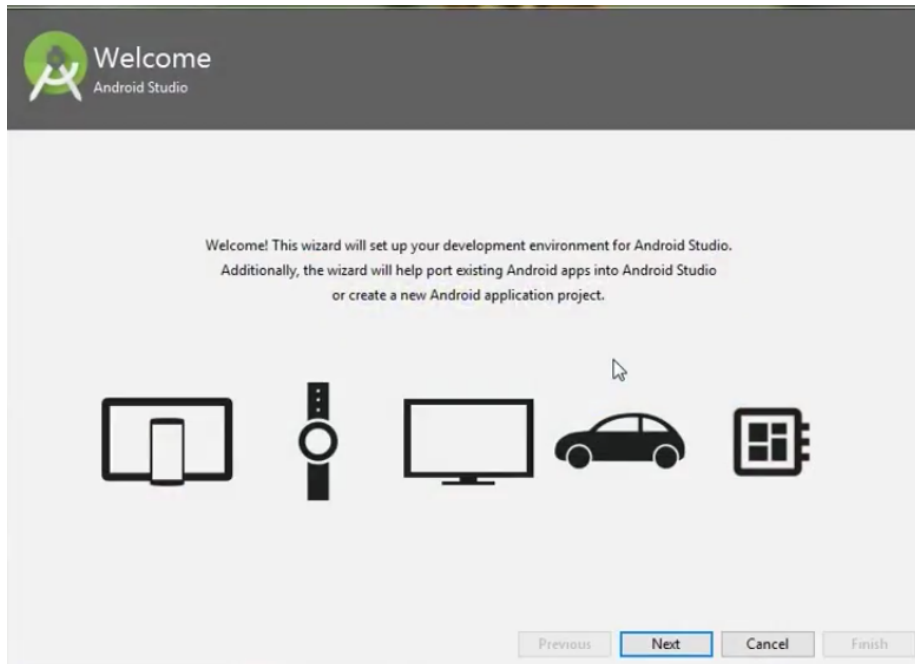 Welcome
Android Studio
Welcome! This wizard will set up your development environment for Android Studio.
Additionally, the wizard will help port existing Android apps into Android Studio
or create a new Android application project.
Previous
Next
Cancel
Finish